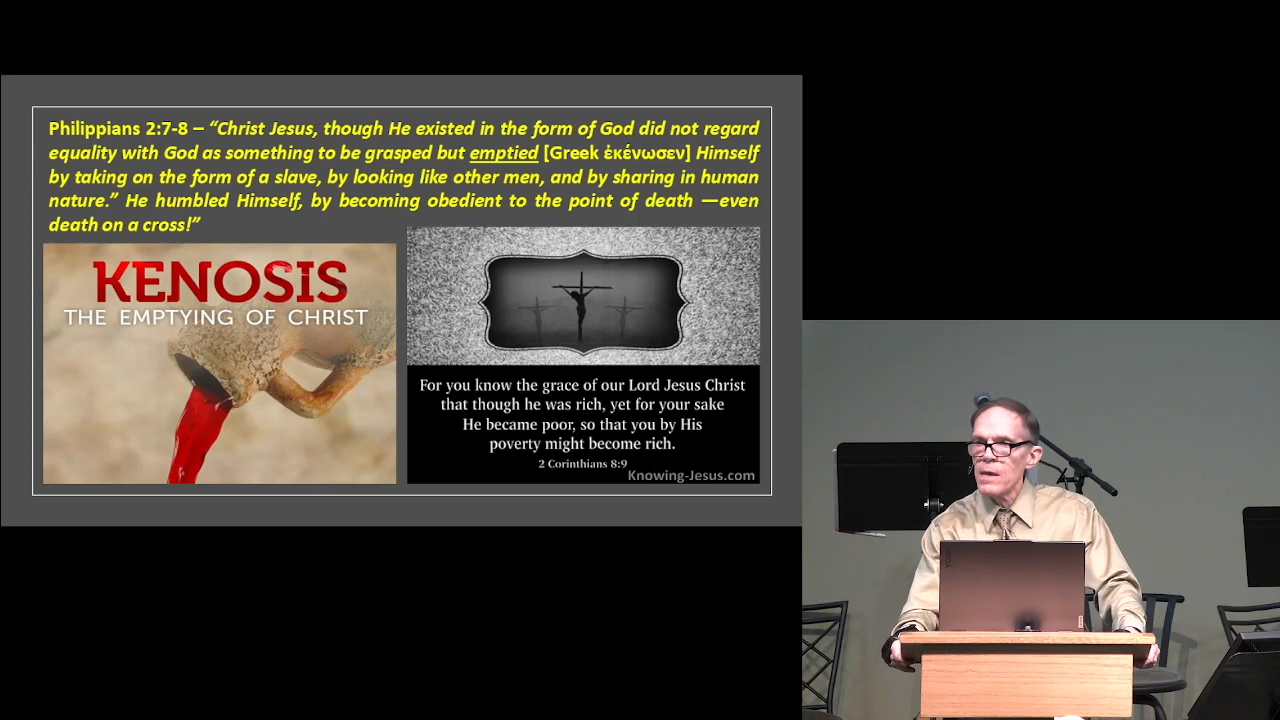 Philippians 2:7-8 – “Christ Jesus, though He existed in the form of God did not regard
equality with God as something to be grasped but emptied [Greek ἐκένωσεν] Himself
by taking on the form of a slave, by looking like other men, and by sharing in human
nature.” He humbled Himself, by becoming obedient to the point of death —even
death on a cross!”
KENOSIS
THE EMPTYING OF CHRIST
For you know the grace of our Lord Jesus Christ
that though he was rich, yet for your sake
He became poor, so that you by His
poverty might become rich.
2 Corinthians 8:9
Knowing-Jesus.com